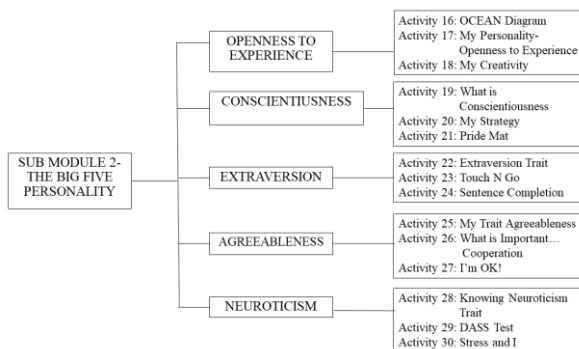 SUB MODULE 2-
THE BIG FIVE
PERSONALITY
OPENNESS TO
EXPERIENCE
Activity 16: OCEAN Diagram
Activity 17: My Personality-
Openness to Experience
Activity 18: My Creativity
CONSCIENTIUSNESS
Activity 19: What is
Conscientiousness
Activity 20: My Strategy
Activity 21: Pride Mat
EXTRAVERSION
Activity 22: Extraversion Trait
Activity 23: Touch N Go
Activity 24: Sentence Completion
AGREEABLENESS
Activity 25: My Trait Agreeableness
Activity 26: What is Important…
Cooperation
Activity 27: I'm OK!
NEUROTICISM
Activity 28: Knowing Neuroticism
Trait
Activity 29: DASS Test
Activity 30: Stress and I